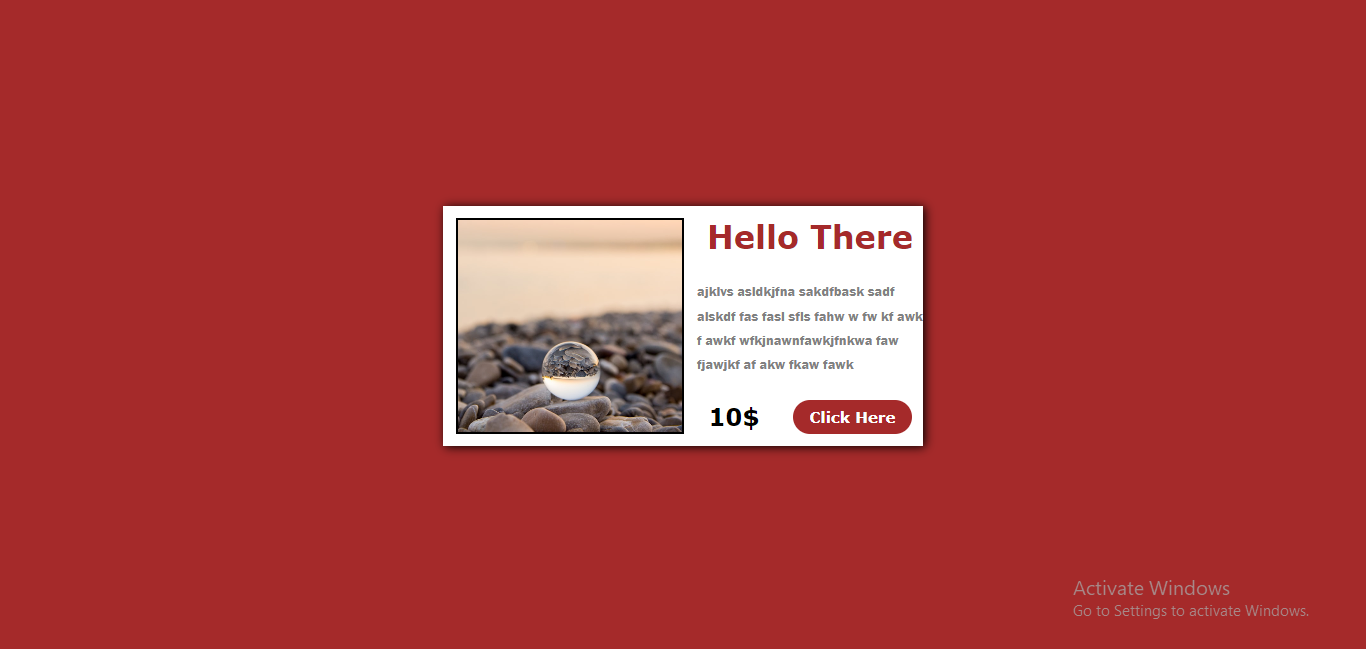 Hello There
ajklvs asldkjfna sakdfbask sadf
alskdf fas fasl sfls fahw w fw kf awk
f awkf wfkjnawnfawkjfnkwa faw
fjawjkf af akw fkaw fawk
10$
Click Here
Activate Windows
Go to Settings to activate Windows.